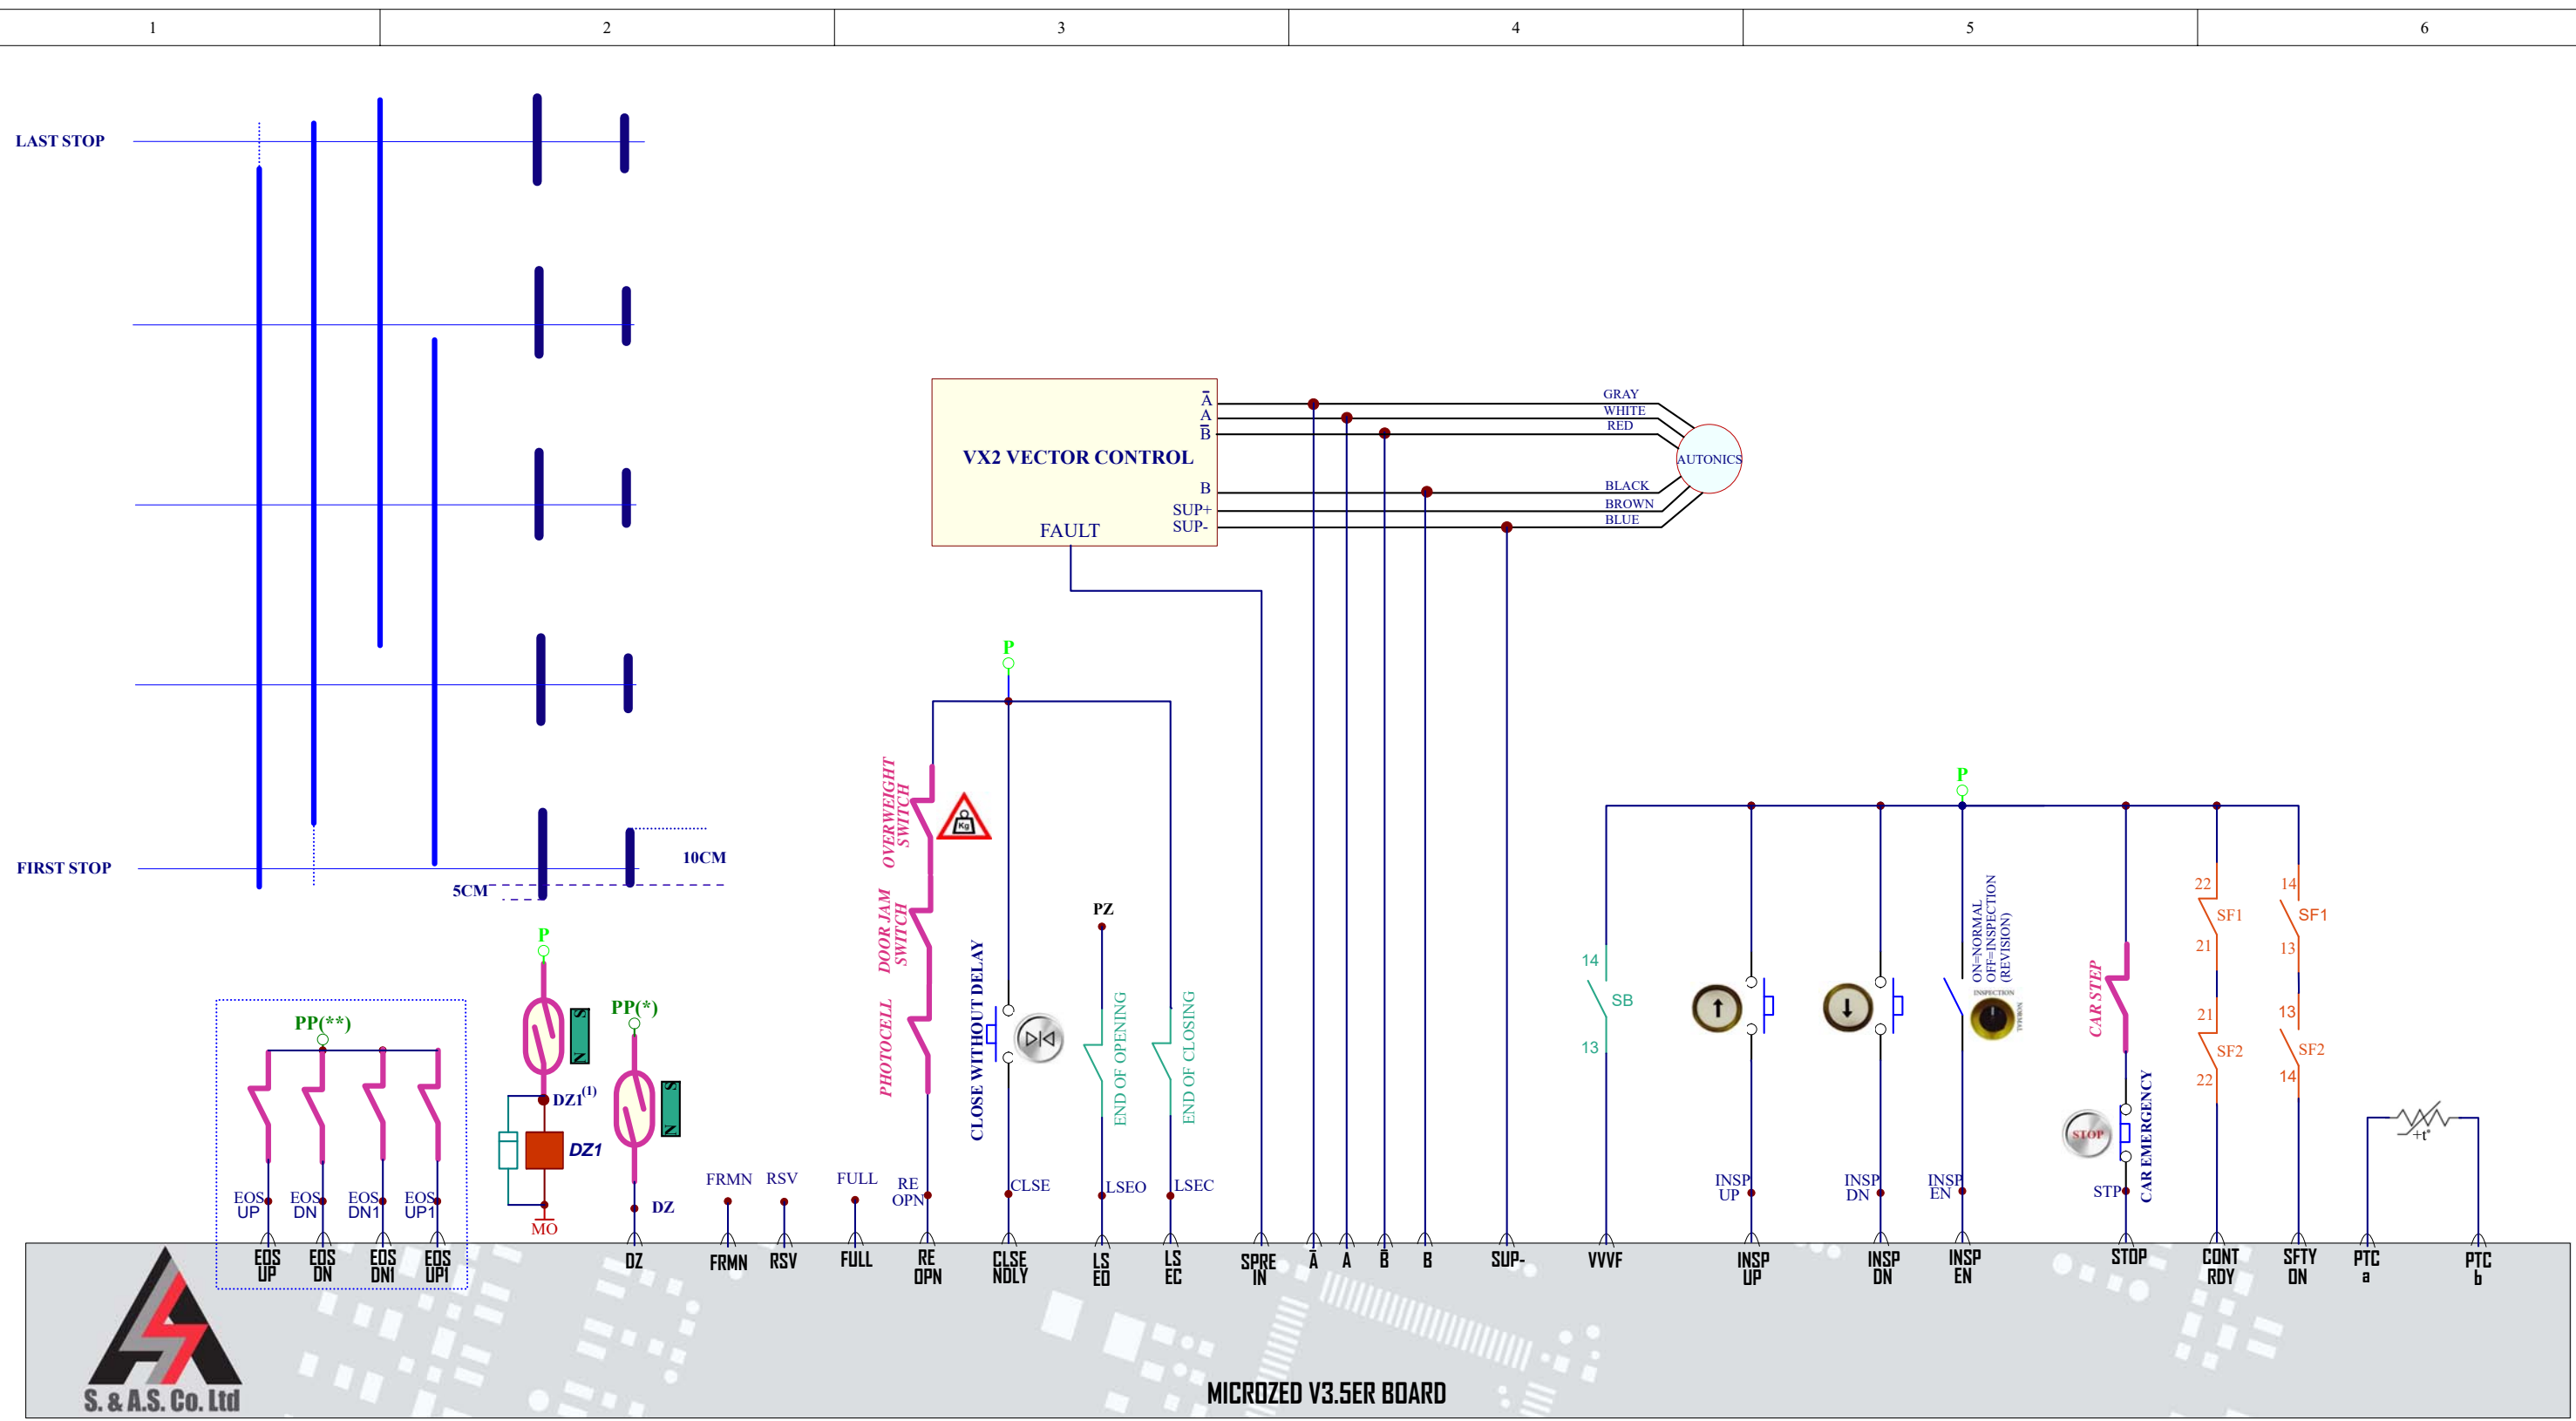 1 2 3 4 5 6
LAST STOP
FIRST STOP
10CM
5CM
A̅
A
B̅
VX2 VECTOR CONTROL
B
SUP+
SUP-
FAULT
GRAY
WHITE
RED
AUTONICS
BLACK
BROWN
BLUE
P
OVERWEIGHT
SWITCH
Kg
DOOR JAM
SWITCH
PHOTOCELL
CLOSE WITHOUT DELAY
PZ
END OF OPENING
END OF CLOSING
P
14
SB
13
ON=NORMAL
OFF=INSPECTION
(REVISION)
INSPECTION
NORMAL
CAR STEP
STOP
CAR EMERGENCY
22
SF1
21
21
SF2
22
14
SF1
13
13
SF2
14
+t°
P
S
N
DZ1(1)
DZ1
MO
PP(*)
S
N
DZ
PP(**)
EOS
UP
EOS
DN
EOS
DN1
EOS
UP1
FRMN
RSV
FULL
RE
OPN
CLSE
LSEO
LSEC
INSP
UP
INSP
DN
INSP
EN
STP
EOS
UP
EOS
DN
EOS
DN1
EOS
UP1
DZ
FRMN
RSV
FULL
RE
OPN
CLSE
NDLY
LS
EO
LS
EC
SPRE
IN
A̅
A
B̅
B
SUP-
VVVF
INSP
UP
INSP
DN
INSP
EN
STOP
CONT
RDY
SFTY
ON
PTC
a
PTC
b
S. & A.S. Co. Ltd
MICROZED V3.5ER BOARD